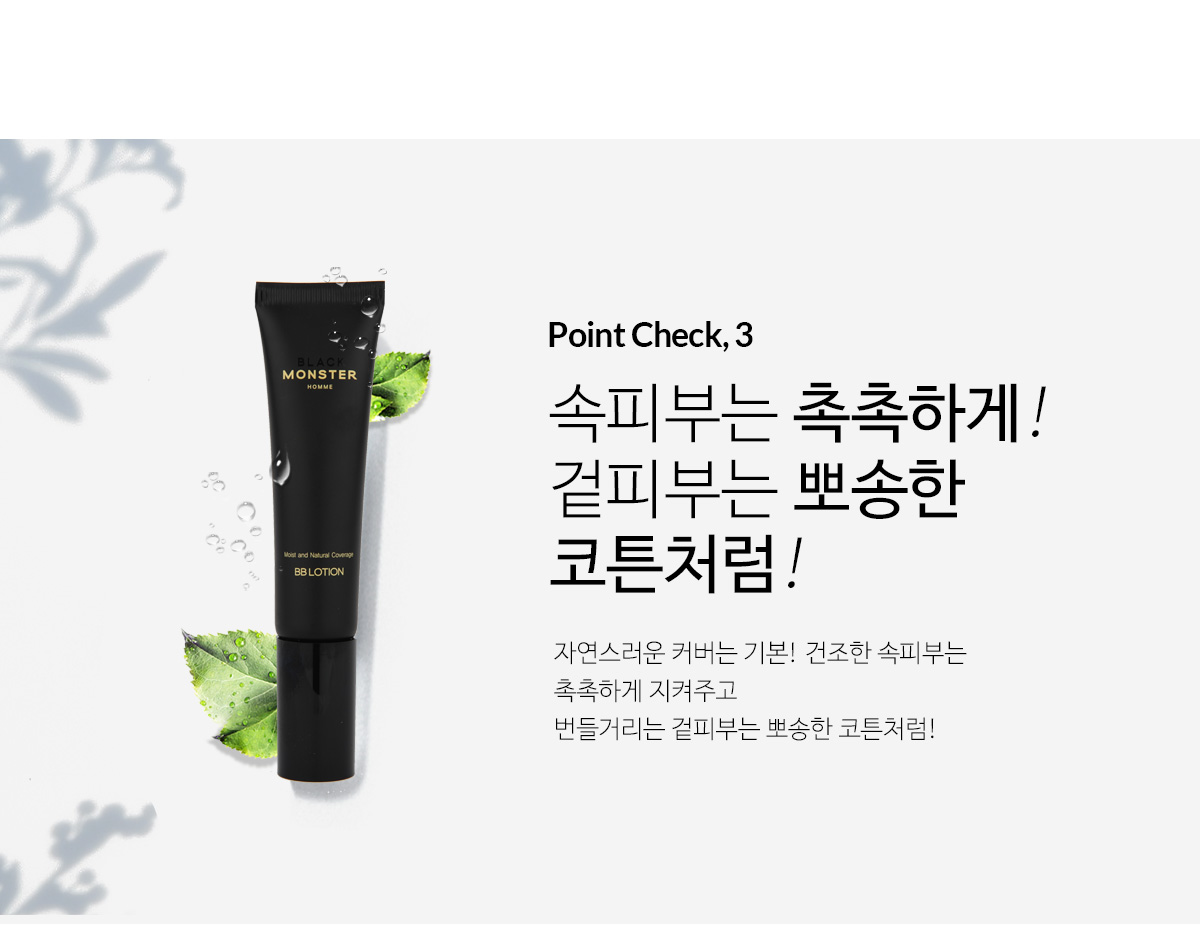 BLACK
MONSTER
HOMME
Moist and Natural Coverage
BB LOTION
Point Check, 3
속피부는 촉촉하게!
겉피부는 뽀송한
코튼처럼!
자연스러운 커버는 기본! 건조한 속피부는
촉촉하게 지켜주고
번들거리는 겉피부는 뽀송한 코튼처럼!